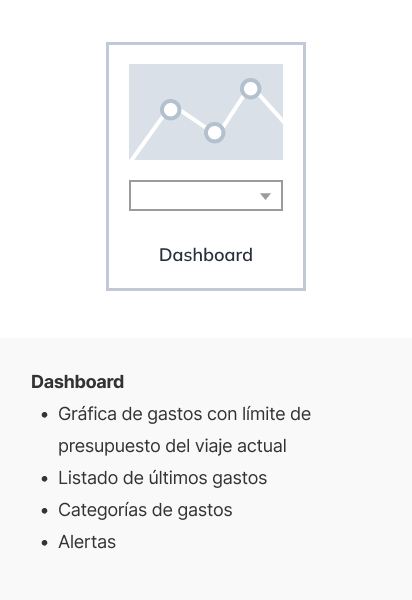 Dashboard
Dashboard
• Gráfica de gastos con límite de
presupuesto del viaje actual
• Listado de últimos gastos
• Categorías de gastos
• Alertas